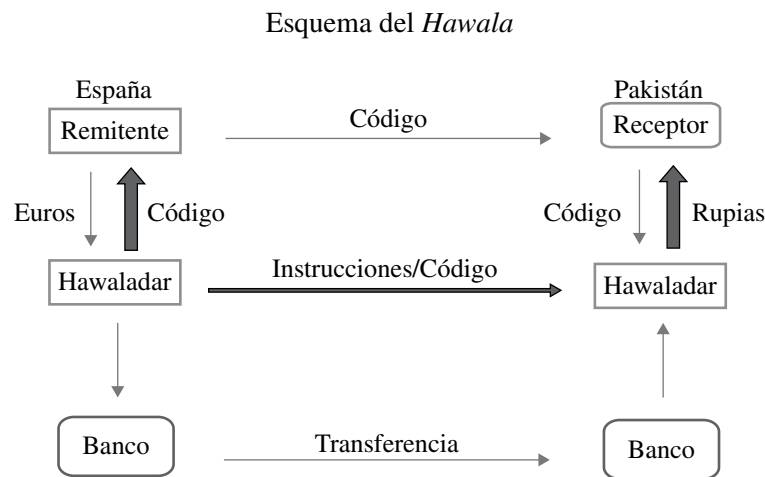 Esquema del Hawala
España
Pakistán
Remitente
Código
Receptor
Euros
Código
Código
Rupias
Hawaladar
Instrucciones/Código
Hawaladar
Banco
Transferencia
Banco